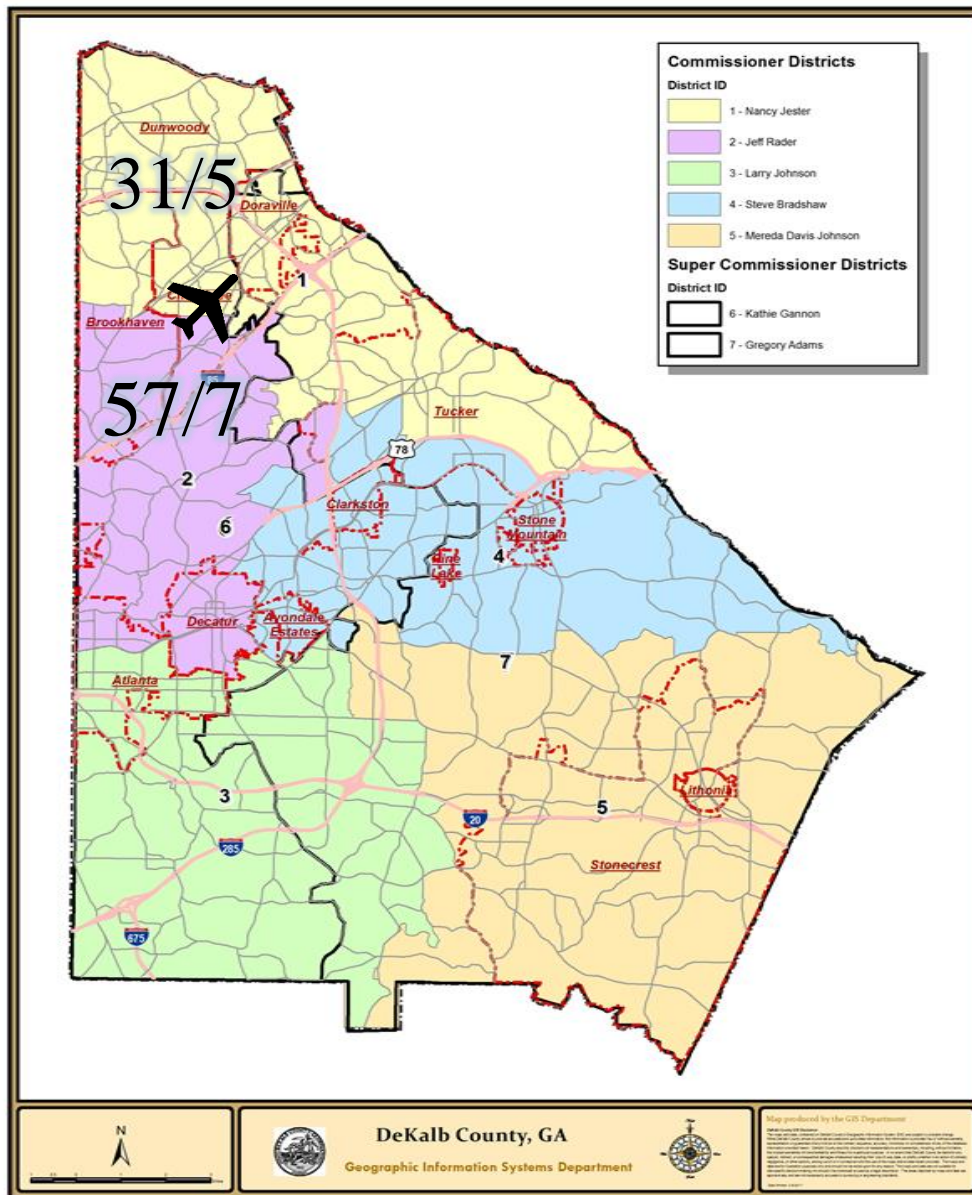 Commissioner Districts
District ID
1 - Nancy Jester
2 - Jeff Rader
3 - Larry Johnson
4 - Steve Bradshaw
5 - Mereda Davis Johnson
Super Commissioner Districts
District ID
6 - Kathie Gannon
7 - Gregory Adams
Dunwoody
31/5
Doraville
1
Brookhaven
57/7
Tucker
78
2
Clarkston
6
Stone
Mountain
4
Lake
Decatur
Avondale
Estates
7
Atlanta
3
5
20
285
Stonecrest
675
N
DeKalb County, GA
Geographic Information Systems Department
Map produced by the GIS Department